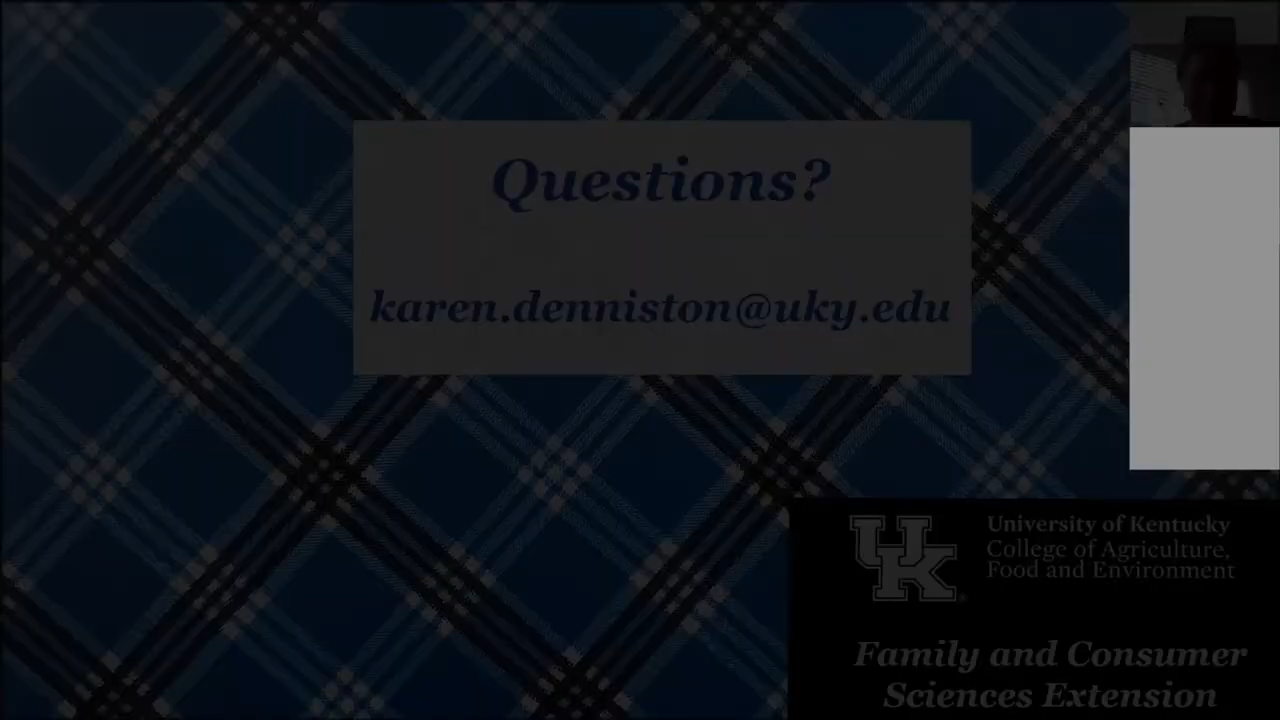 Questions?
karen.denniston@uky.edu
UK
University of Kentucky
College of Agriculture,
Food and Environment
Family and Consumer
Sciences Extension